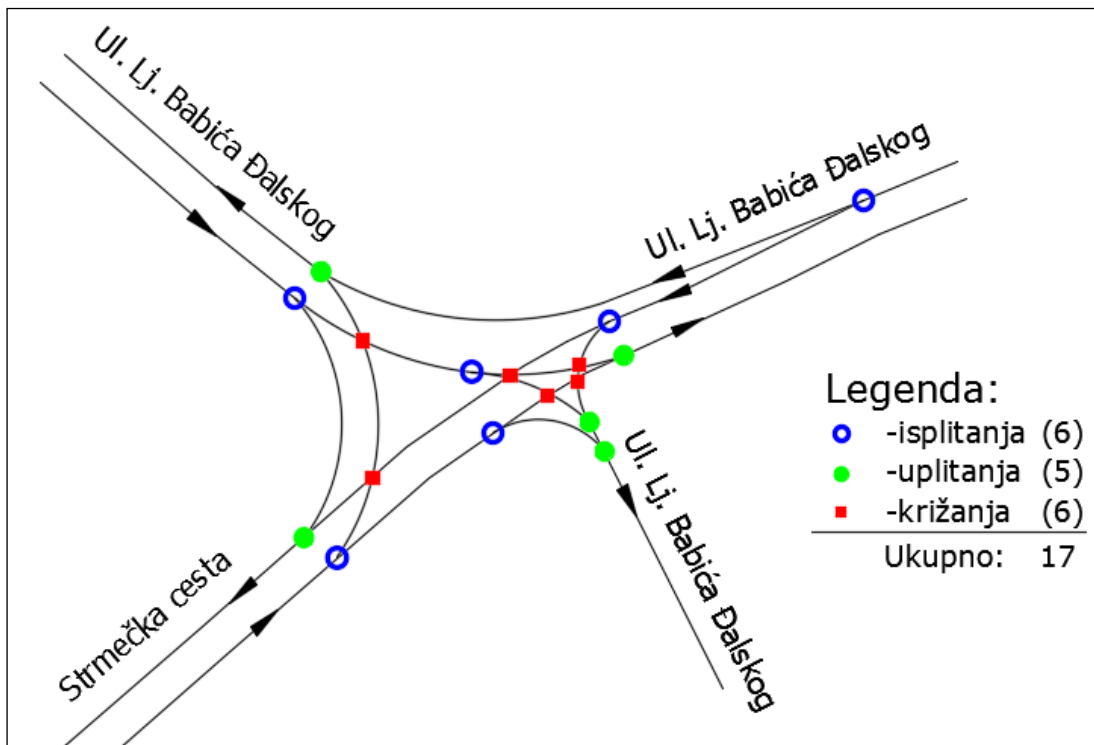 Ul. Lj. Babića Đalskog
Ul. Lj. Babića Đalskog
Legenda:
-isplitanja (6)
-uplitanja (5)
-križanja (6)
Ukupno: 17
Ul. Lj. Babića Đalskog
Strmečka cesta